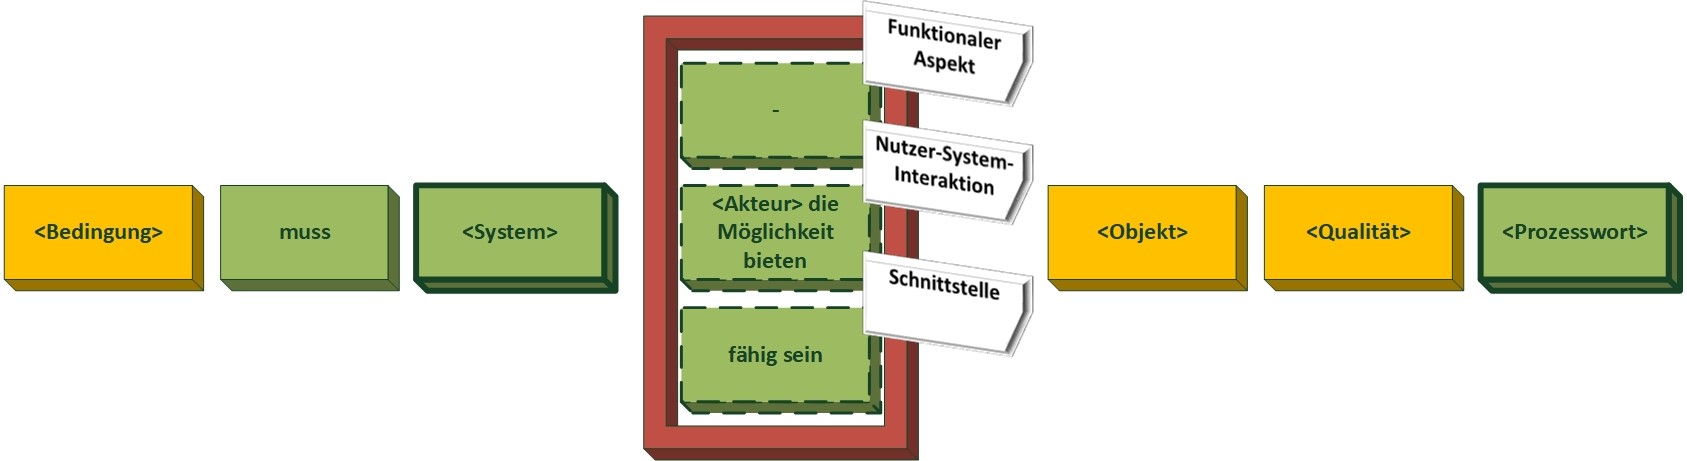 <Bedingung>
muss
<System>
-
Funktionaler
Aspekt
<Akteur> die
Möglichkeit
bieten
Nutzer-System-
Interaktion
fähig sein
Schnittstelle
<Objekt>
<Qualität>
<Prozesswort>